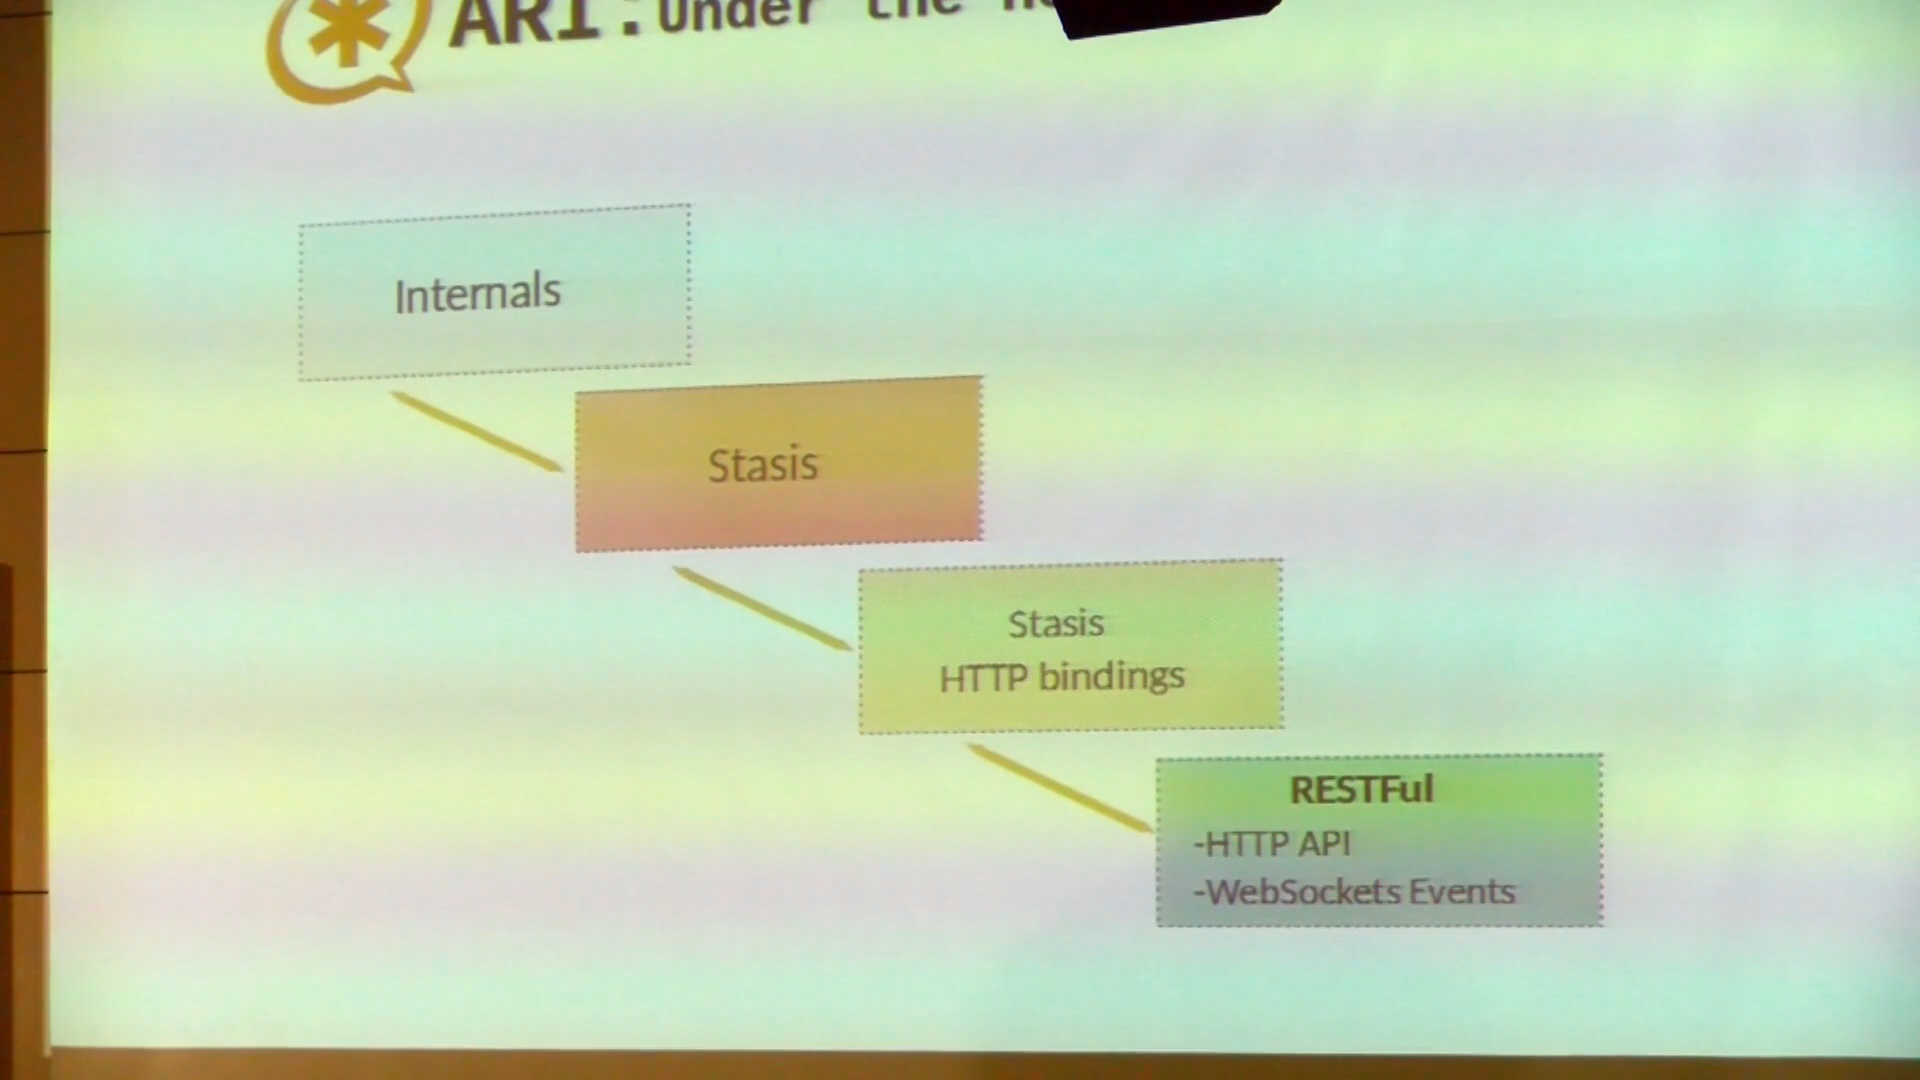 ARI:Under the
Internals
Stasis
Stasis
HTTP bindings
RESTFul
-HTTP API
-WebSockets Events